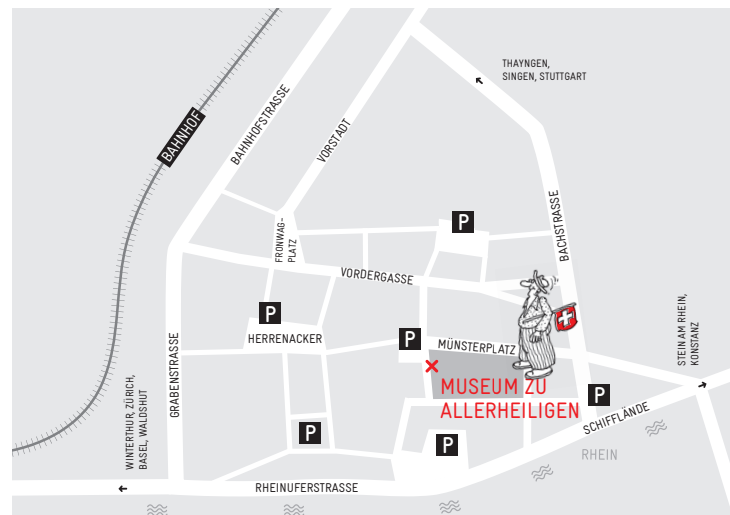 THAYNGEN,
SINGEN, STUTTGART
BAHNHOF
BAHNHOFSTRASSE
VORSTADT
BACHSTRASSE
FRONWAG-
PLATZ
P
VORDERGASSE
P
HERRENACKER
P
MÜNSTERPLATZ
STEIN AM RHEIN,
KONSTANZ
GRABENSTRASSE
MUSEUM ZU
ALLERHEILIGEN
P
SCHIFFLÄNDE
WINTERTHUR, ZÜRICH,
BASEL, WALDSHUT
P
P
RHEIN
RHEINUFERSTRASSE